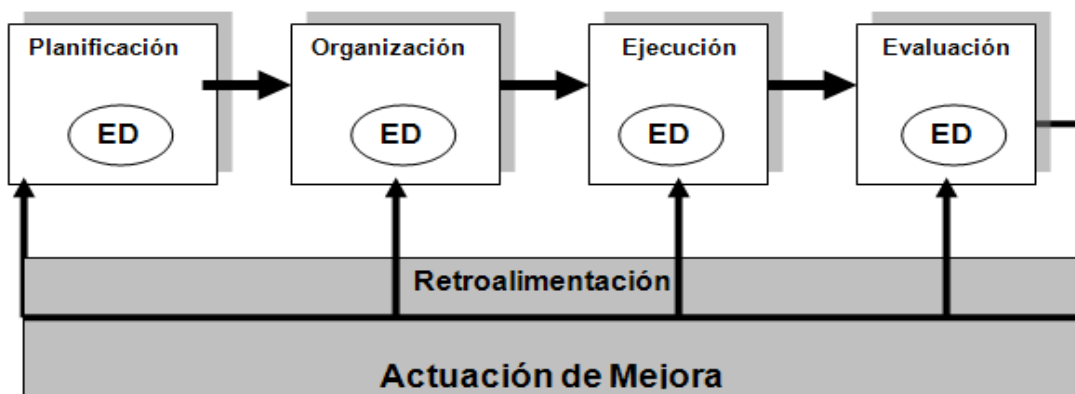 Planificación
Organización
Ejecución
Evaluación
ED
ED
ED
ED
Retroalimentación
Actuación de Mejora